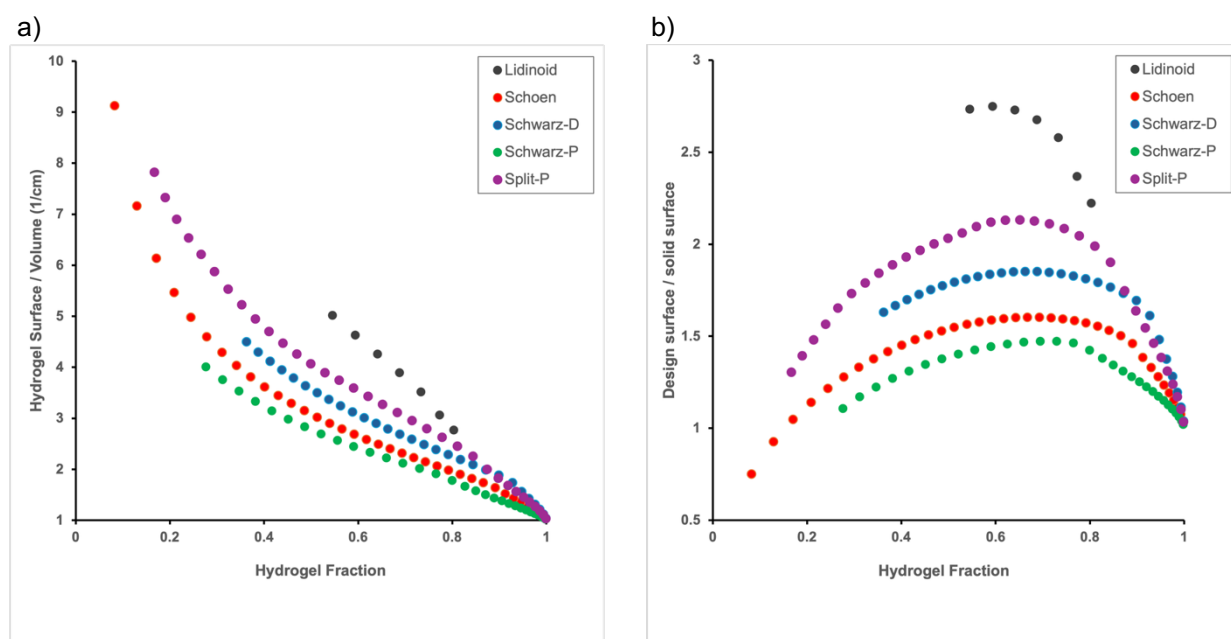 a)
Hydrogel Surface / Volume (1/cm)
10
9
8
7
6
5
4
3
2
1
0
0.2
0.4
0.6
0.8
1
Hydrogel Fraction
Lidinoid
Schoen
Schwarz-D
Schwarz-P
Split-P
b)
Design surface / solid surface
3
2.5
2
1.5
1
0.5
0
0.2
0.4
0.6
0.8
1
Hydrogel Fraction
Lidinoid
Schoen
Schwarz-D
Schwarz-P
Split-P